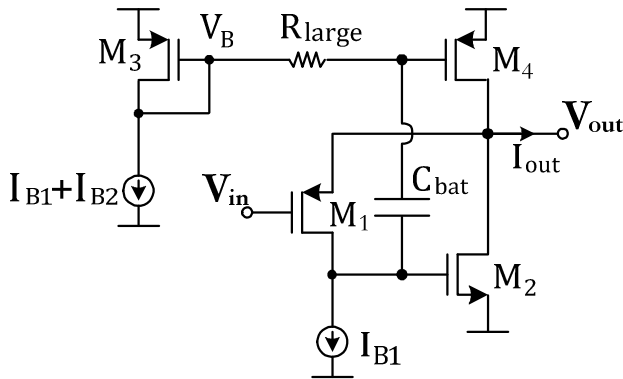 M3
VB
Rlarge
M4
Vout
Iout
IB1+IB2
Vin
M1
Cbat
M2
IB1